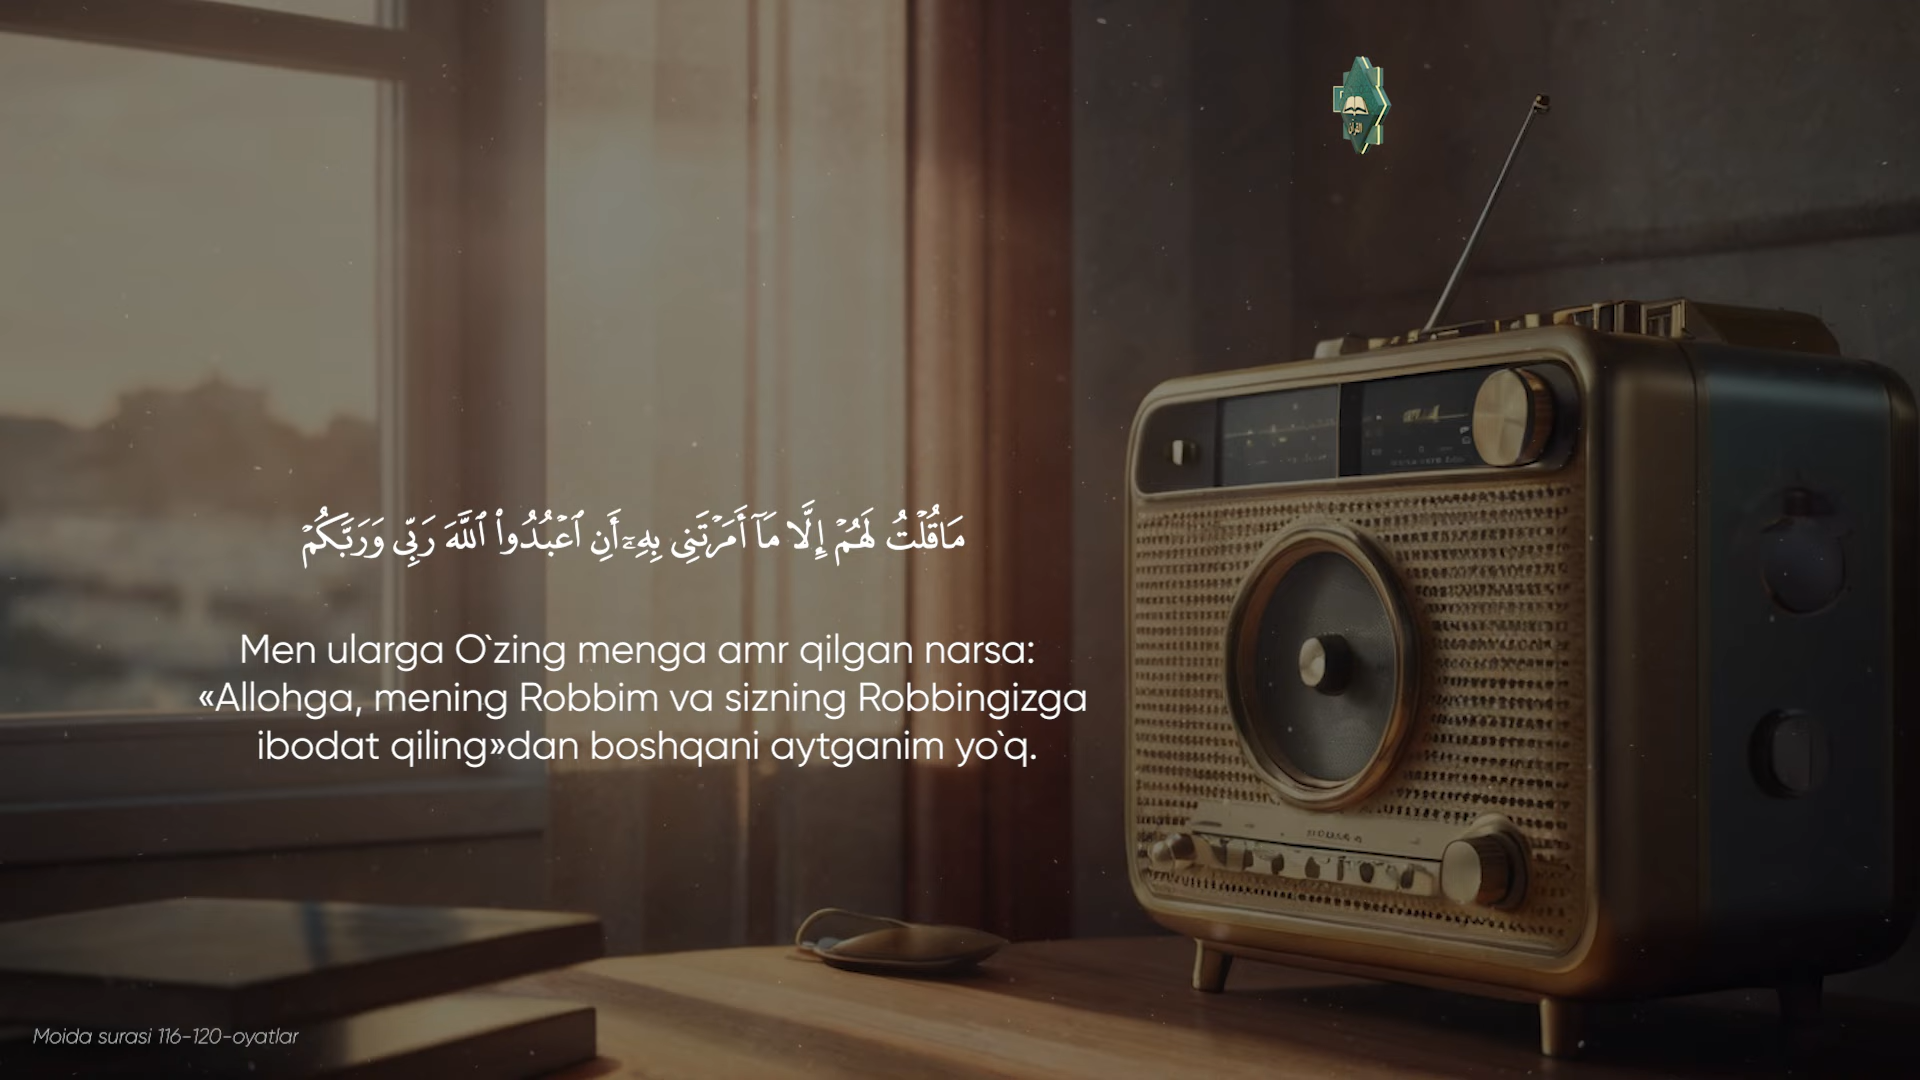 القرآن
مَا قُلْتُ لَهُمْ إِلَّا مَآ أَمَرْتَنِى بِهِۦٓ أَنِ ٱعْبُدُوا۟ ٱللَّهَ رَبِّى وَرَبَّكُمْ
Men ularga O`zing menga amr qilgan narsa:
«Allohga, mening Robbim va sizning Robbingizga
ibodat qiling»dan boshqani aytganim yo`q.
Moida surasi 116-120-oyatlar